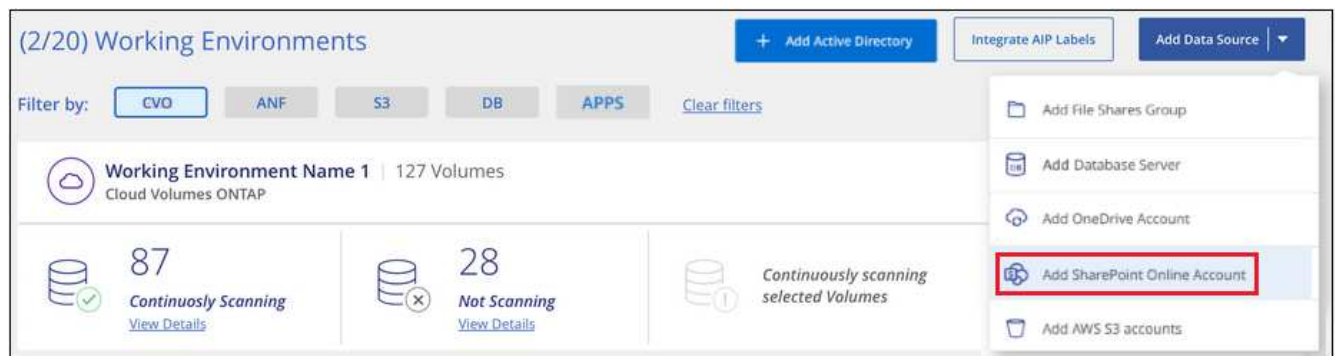 (2/20) Working Environments
+ Add Active Directory
Integrate AIP Labels
Add Data Source
Filter by:
CVO
ANF
S3
DB
APPS
Clear filters
Add File Shares Group
Working Environment Name 1 | 127 Volumes
Cloud Volumes ONTAP
DB
Add Database Server
Add OneDrive Account
87
Continuosly Scanning
View Details
28
Not Scanning
View Details
Continuously scanning
selected Volumes
S
Add SharePoint Online Account
Add AWS S3 accounts